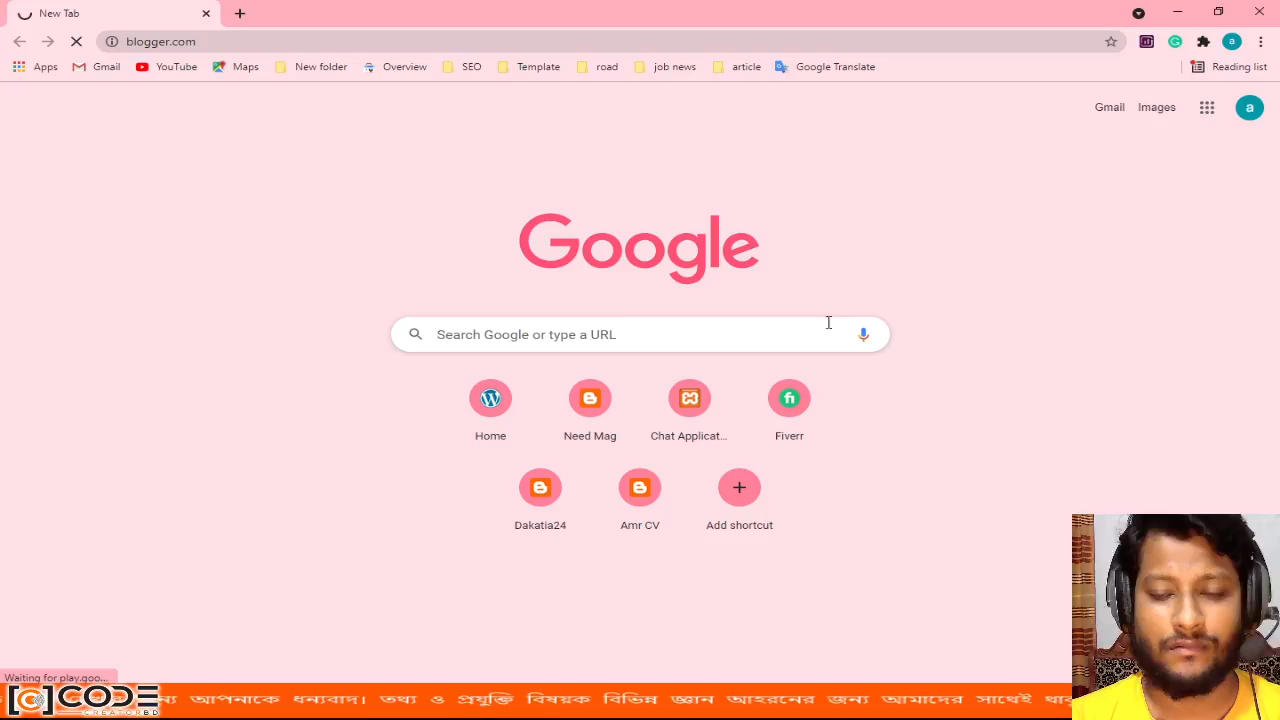 New Tab
blogger.com
Apps Gmail YouTube Maps New folder Overview SEO Template road job news article Google Translate Reading list
Gmail Images a
Google
Search Google or type a URL
Home Need Mag Chat Applicat... Fiverr
Dakatia24 Amr CV Add shortcut
Waiting for play.goo...
CODE
CREATORBD
আপনাকে ধন্যবাদ। তথ্য ও প্রযুক্তি বিষয়ক বিভিন্ন জ্ঞান আহরনের জন্য আমাদের সাথেই